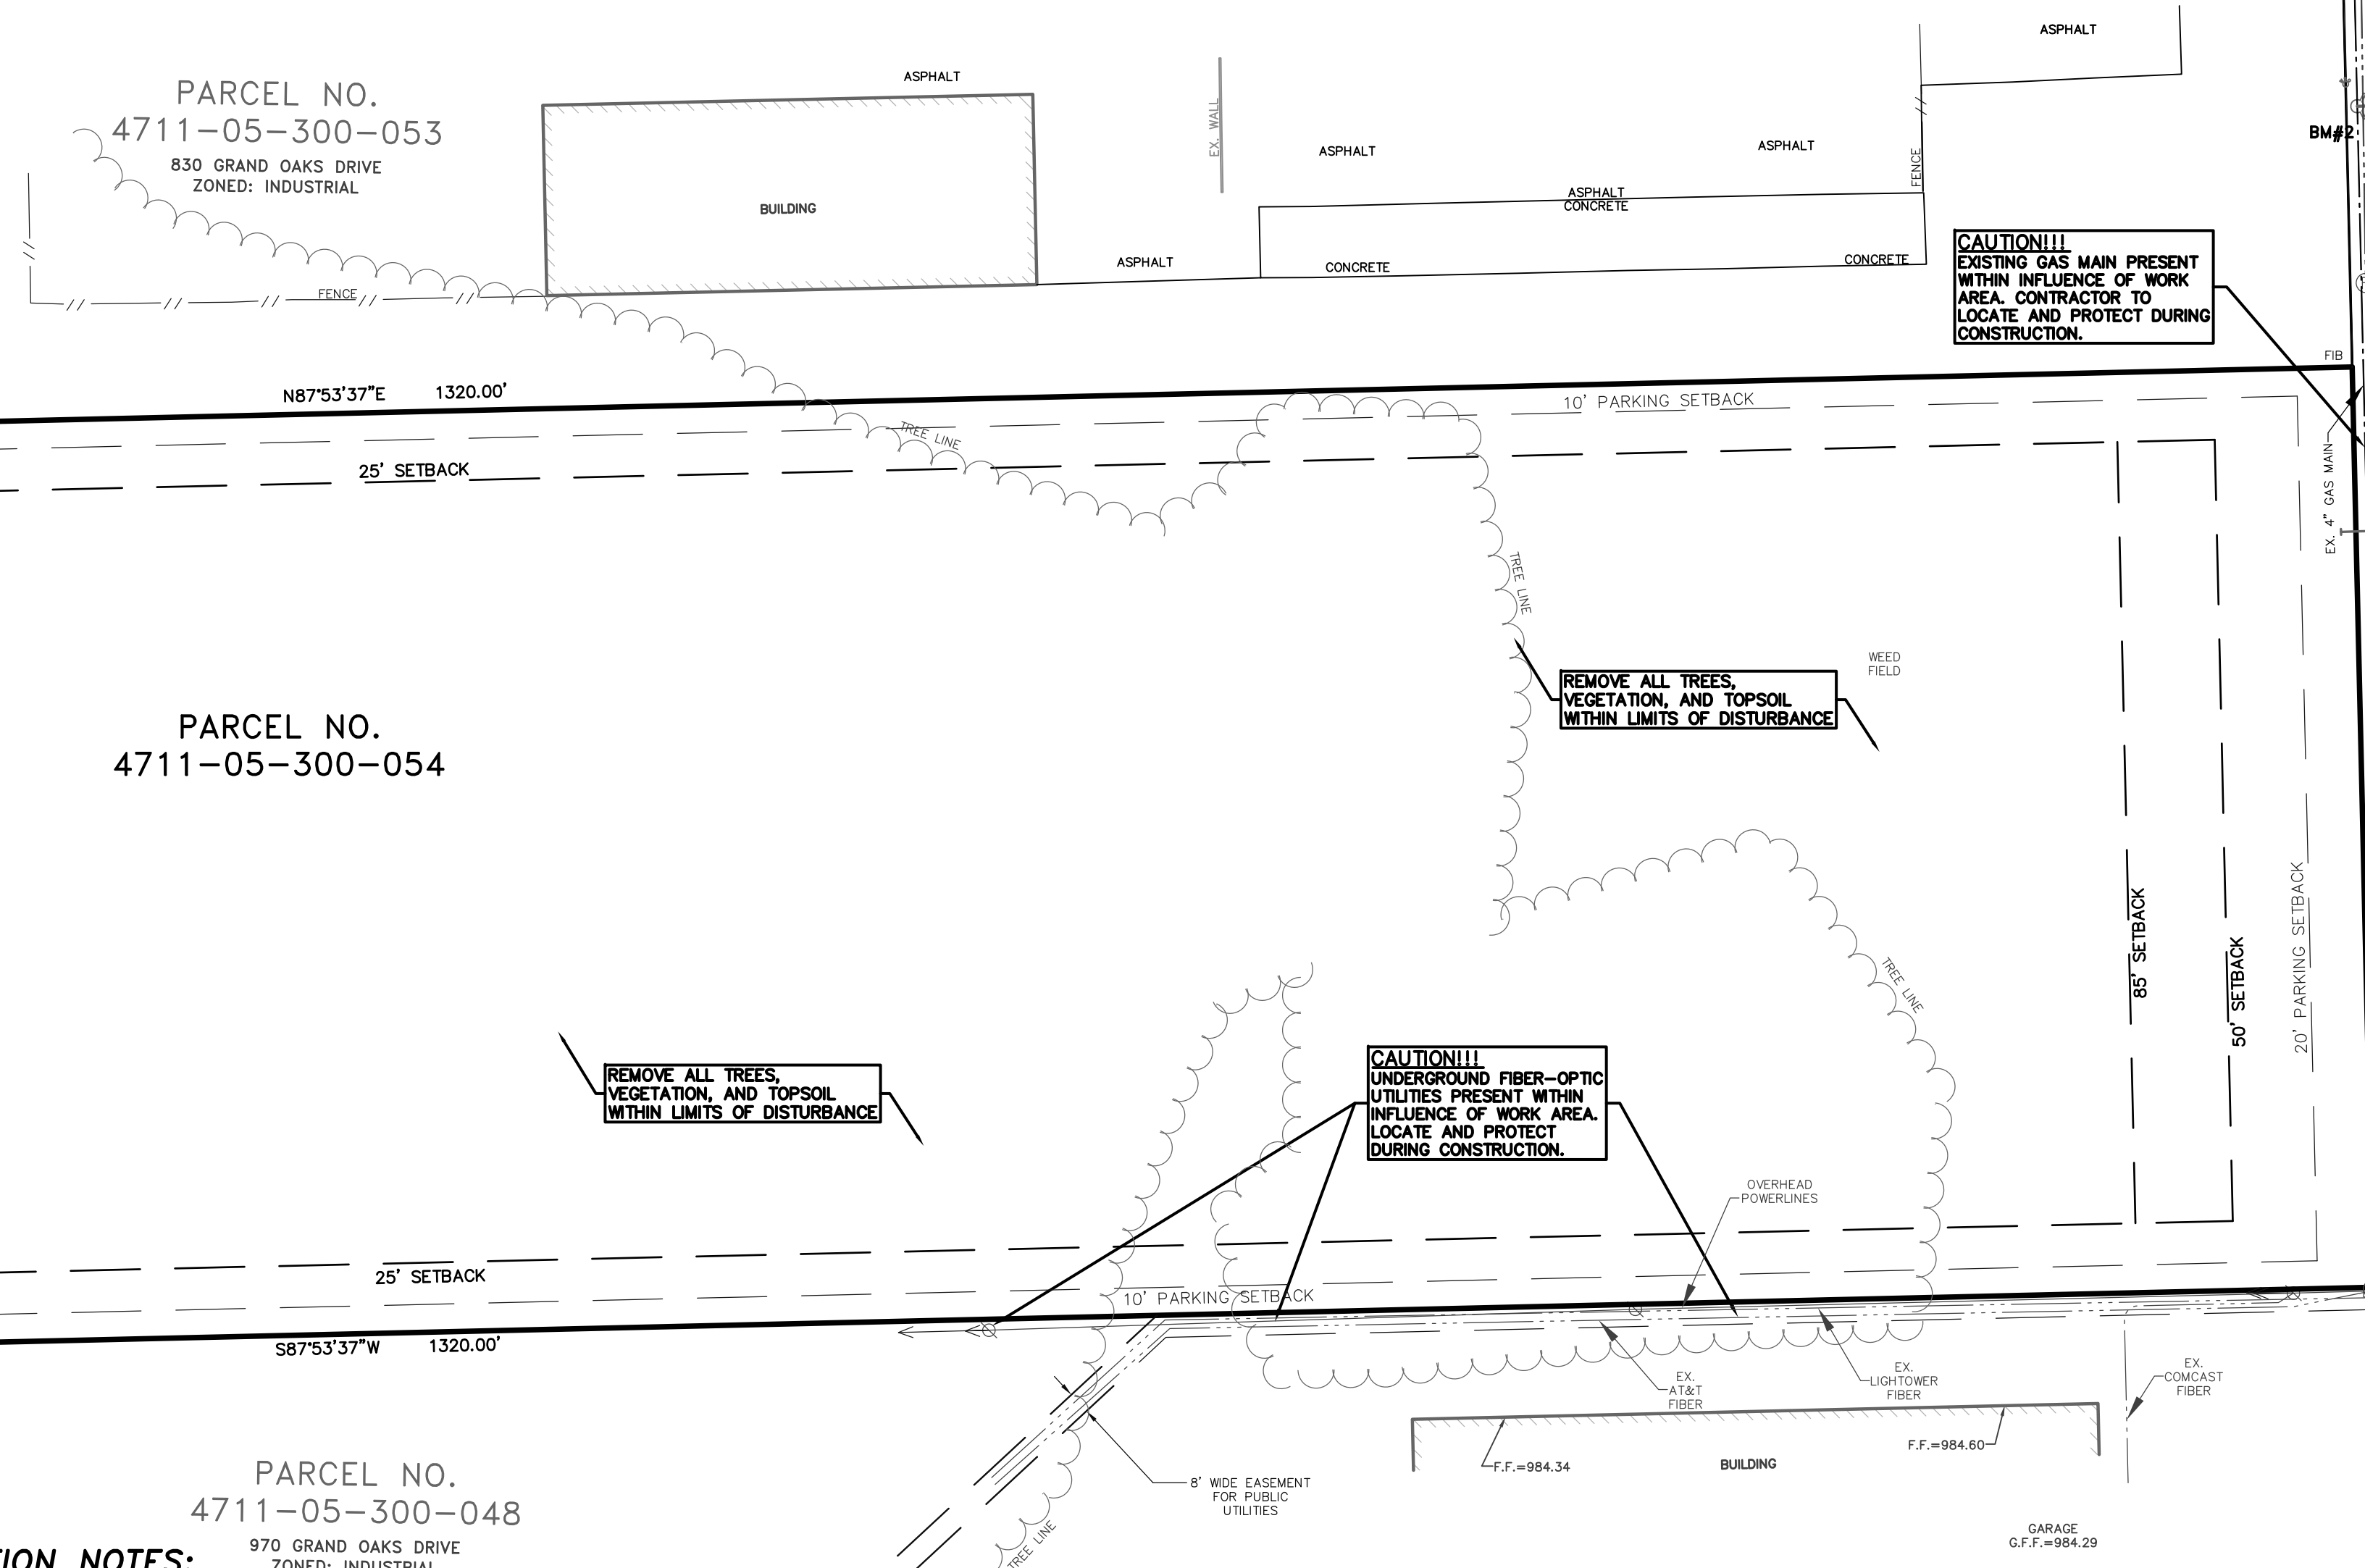 ASPHALT
PARCEL NO.
4711-05-300-053
830 GRAND OAKS DRIVE
ZONED: INDUSTRIAL
ASPHALT
EX. WALL
ASPHALT
ASPHALT
FENCE
BM#2
BUILDING
ASPHALT
CONCRETE
ASPHALT
CONCRETE
CONCRETE
FENCE
CAUTION!!!
EXISTING GAS MAIN PRESENT
WITHIN INFLUENCE OF WORK
AREA. CONTRACTOR TO
LOCATE AND PROTECT DURING
CONSTRUCTION.
FIB
N87°53'37"E 1320.00'
10' PARKING SETBACK
TREE LINE
25' SETBACK
EX. 4" GAS MAIN
TREE LINE
WEED
FIELD
REMOVE ALL TREES,
VEGETATION, AND TOPSOIL
WITHIN LIMITS OF DISTURBANCE
PARCEL NO.
4711-05-300-054
85' SETBACK
50' SETBACK
20' PARKING SETBACK
TREE LINE
REMOVE ALL TREES,
VEGETATION, AND TOPSOIL
WITHIN LIMITS OF DISTURBANCE
CAUTION!!!
UNDERGROUND FIBER-OPTIC
UTILITIES PRESENT WITHIN
INFLUENCE OF WORK AREA.
LOCATE AND PROTECT
DURING CONSTRUCTION.
OVERHEAD
POWERLINES
25' SETBACK
10' PARKING SETBACK
S87°53'37"W 1320.00'
EX.
AT&T
FIBER
EX.
LIGHTOWER
FIBER
EX.
COMCAST
FIBER
F.F.=984.34
BUILDING
F.F.=984.60
8' WIDE EASEMENT
FOR PUBLIC
UTILITIES
PARCEL NO.
4711-05-300-048
970 GRAND OAKS DRIVE
ZONED: INDUSTRIAL
TREE LINE
GARAGE
G.F.F.=984.29
TION NOTES: